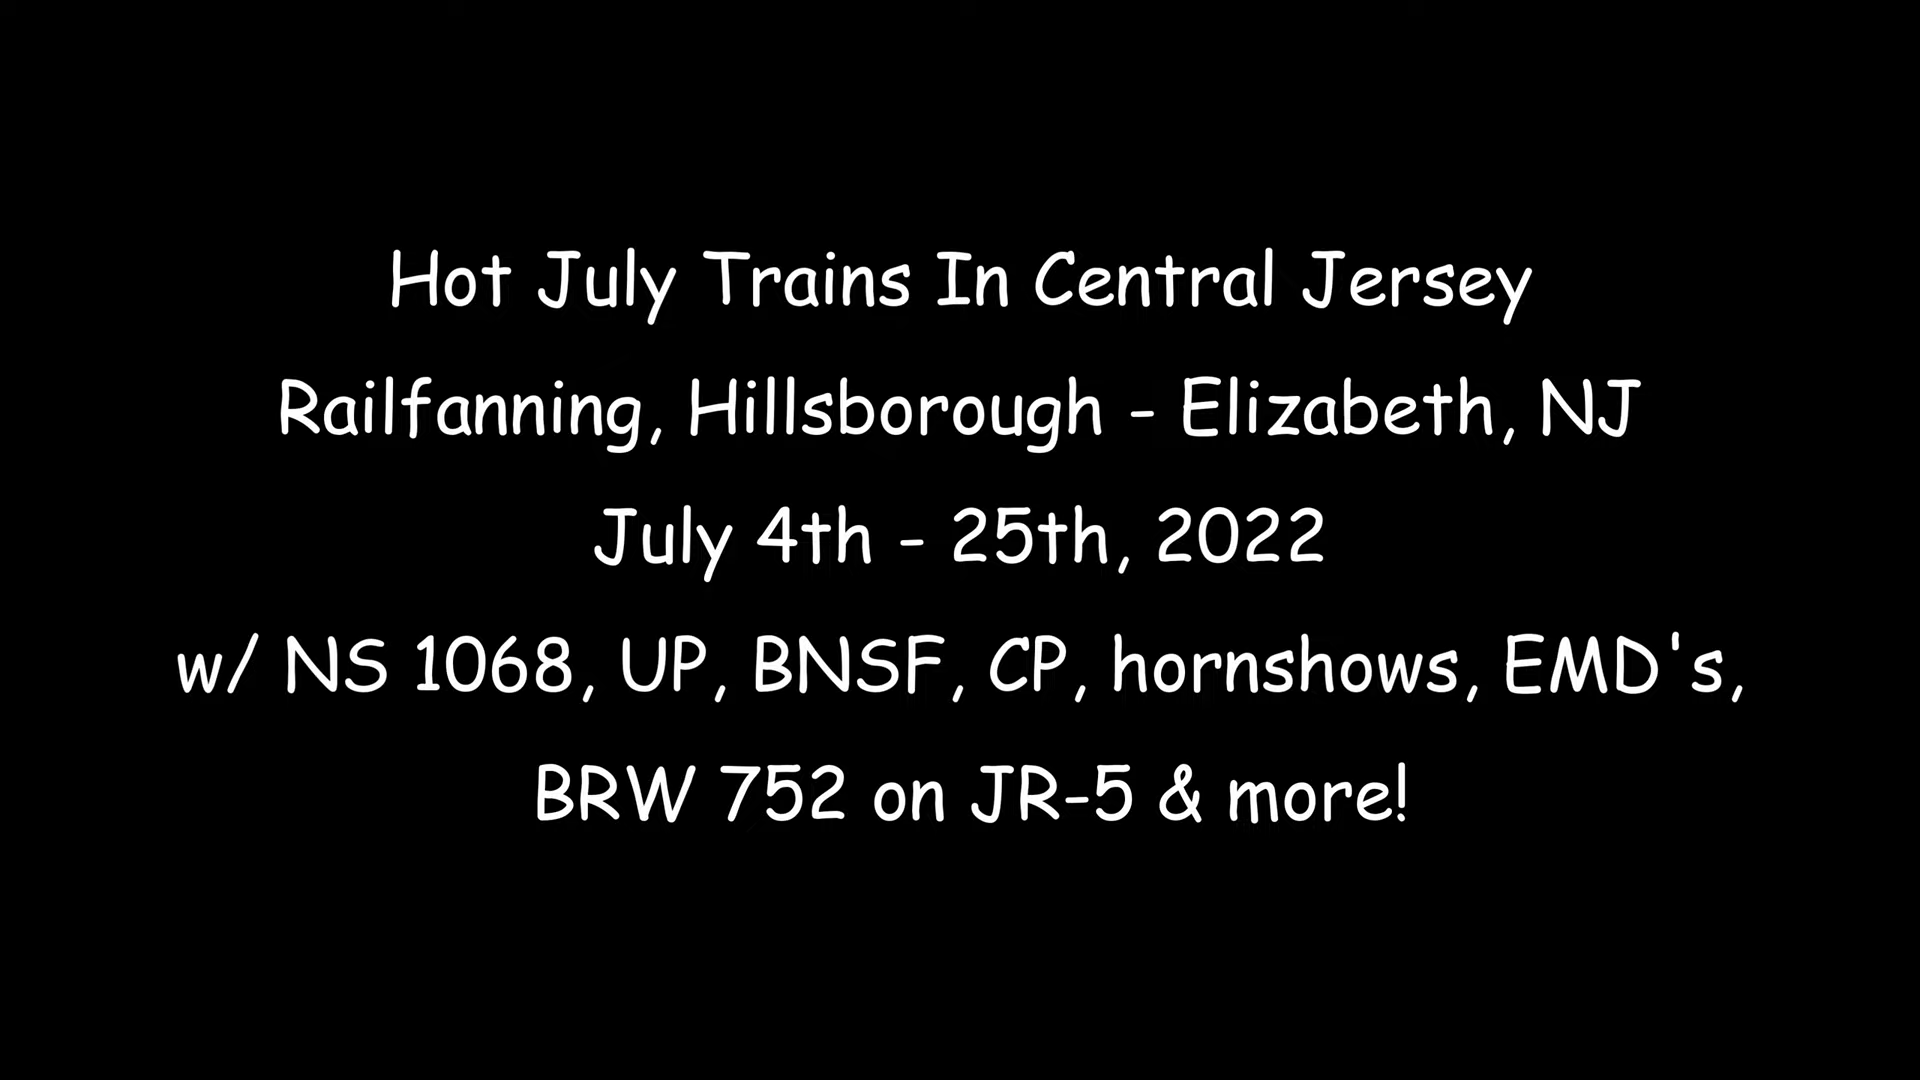 Hot July Trains In Central Jersey
Railfanning, Hillsborough - Elizabeth, NJ
July 4th - 25th, 2022
w/ NS 1068, UP, BNSF, CP, hornshows, EMD's,
BRW 752 on JR-5 & more!